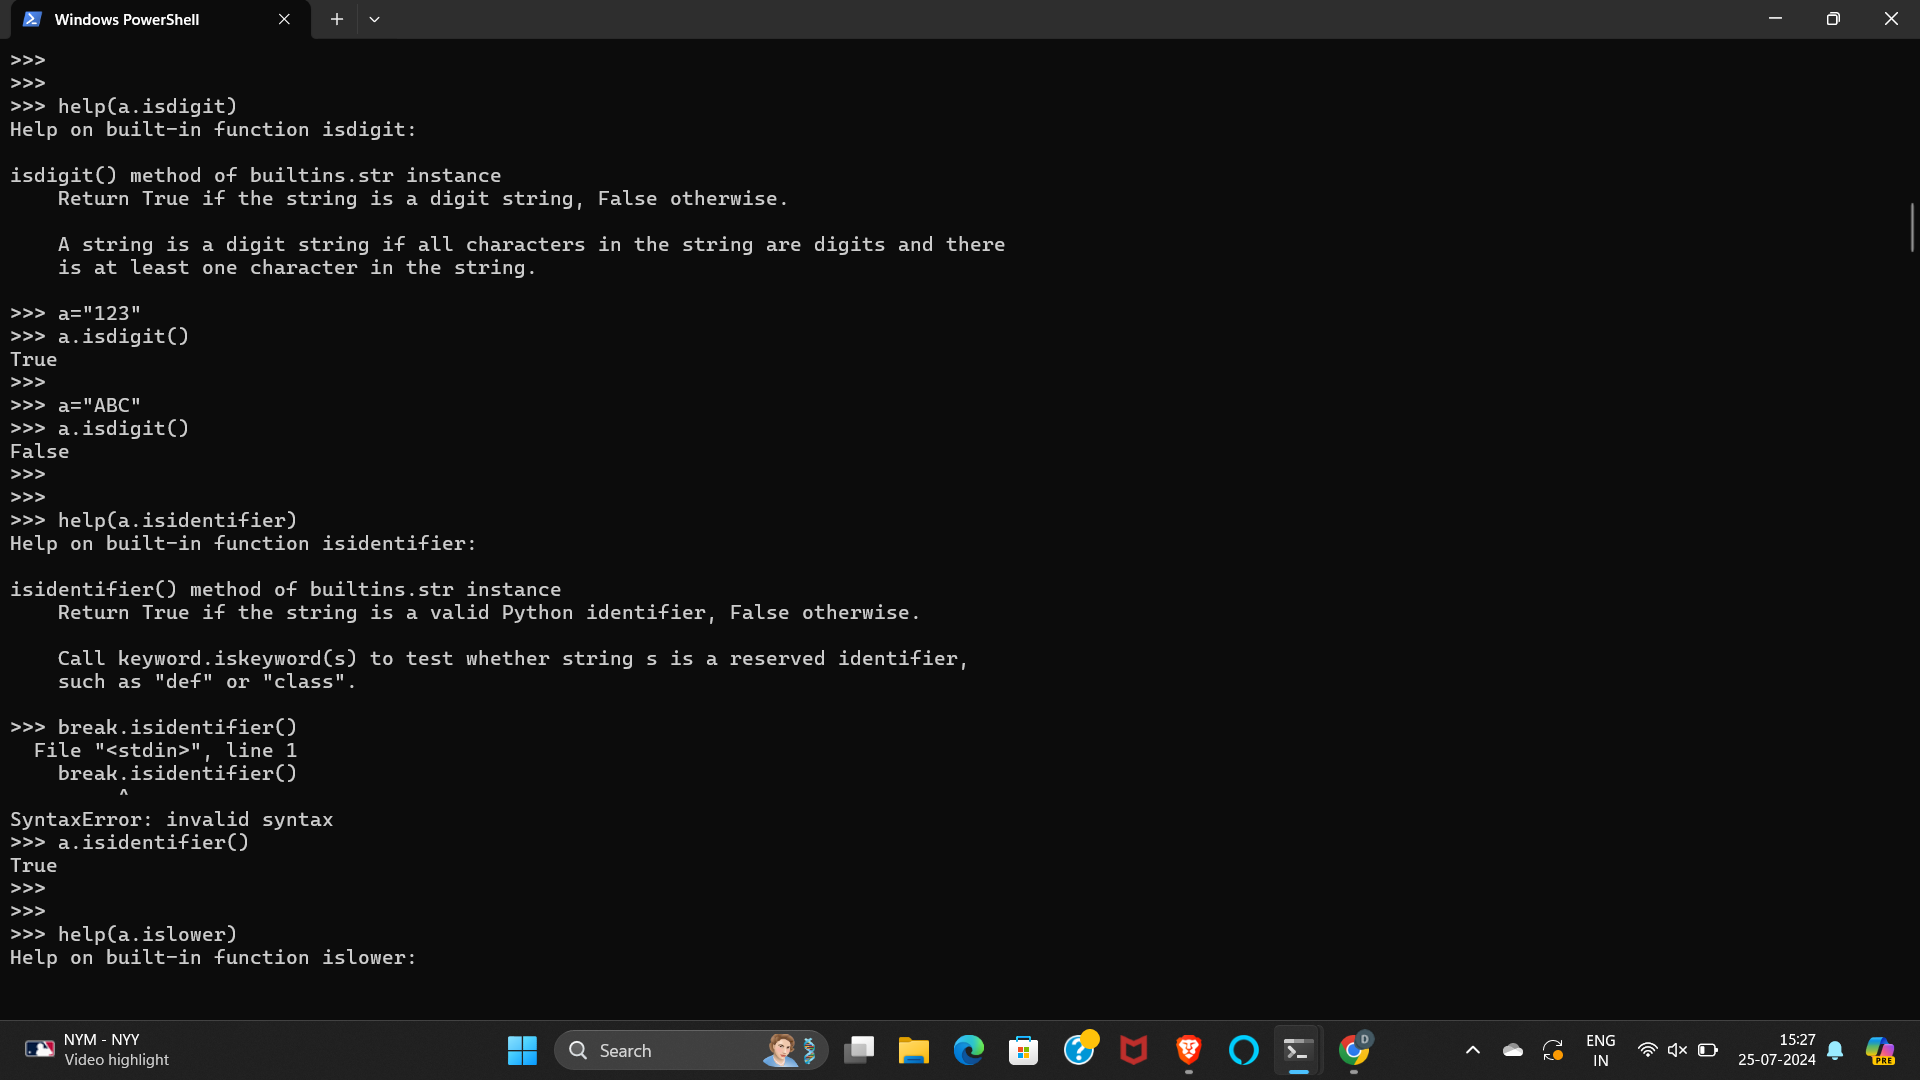 Windows PowerShell
>>>
>>>
>>> help(a.isdigit)
Help on built-in function isdigit:
isdigit() method of builtins.str instance
    Return True if the string is a digit string, False otherwise.
    A string is a digit string if all characters in the string are digits and there
    is at least one character in the string.
>>> a="123"
>>> a.isdigit()
True
>>>
>>> a="ABC"
>>> a.isdigit()
False
>>>
>>>
>>> help(a.isidentifier)
Help on built-in function isidentifier:
isidentifier() method of builtins.str instance
    Return True if the string is a valid Python identifier, False otherwise.
    Call keyword.iskeyword(s) to test whether string s is a reserved identifier,
    such as "def" or "class".
>>> break.isidentifier()
  File "<stdin>", line 1
    break.isidentifier()
         ^
SyntaxError: invalid syntax
>>> a.isidentifier()
True
>>>
>>>
>>> help(a.islower)
Help on built-in function islower:
NYM - NYY
Video highlight
Search
D
ENG
IN
15:27
25-07-2024
PRE